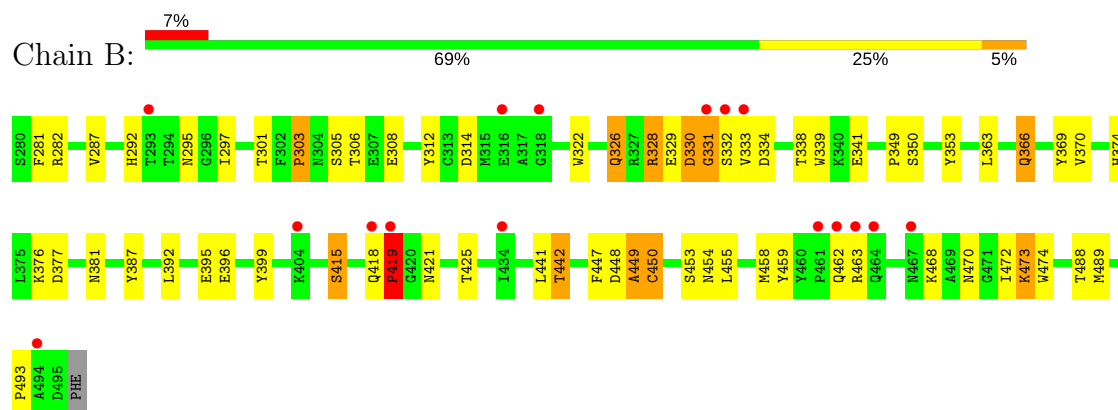 7%
Chain B:
69% 25% 5%
S280 F281 R282 V287 H292 T293 T294 N295 G296 I297 T301 F302 P303 N304 S305 T306 E307 E308 Y312 C313 D314 M315 E316 A317 G318 W322 Q326 R327 R328 E329 D330 G331 S332 V333 D334 T338 W339 K340 E341 P349 S350 Y353 L363 Q366 Y369 V370 H374
L375 K376 D377 N381 Y387 L392 E395 E396 Y399 K404 S415 Q418 P419 G420 N421 T425 I434 L441 T442 F447 D448 A449 C450 S453 N454 L455 M458 Y459 Y460 P461 Q462 R463 Q464 N467 K468 A469 N470 G471 I472 K473 W474 T488 M489
P493 A494 D495 PHE